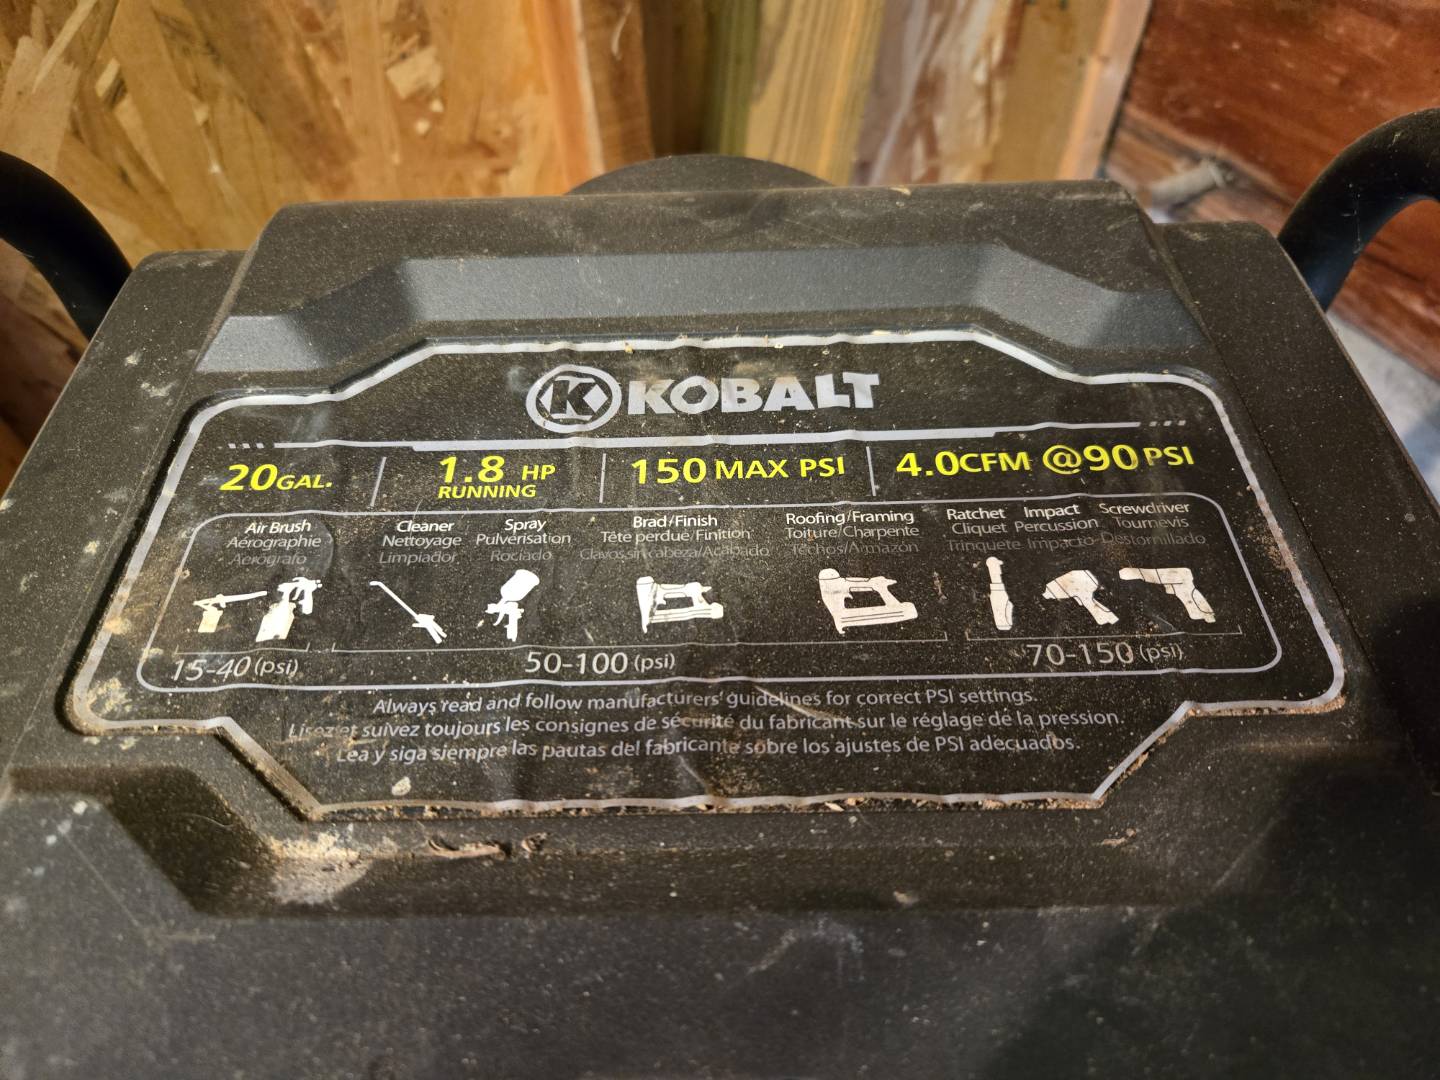 K KOBALT
20GAL. 1.8 HP RUNNING 150 MAX PSI 4.0CFM @90 PSI
Air Brush
Aérographie
Aerógrafo
Cleaner
Nettoyage
Limpiador
Spray
Pulverisation
Rociado
Brad/Finish
Tête perdue/Finition
Clavos sin cabeza/Acabado
Roofing/Framing
Toiture/Charpente
Techos/Armazón
Ratchet
Cliquet
Trinquete
Impact
Percussion
Impacto
Screwdriver
Tournevis
Destornillado
15-40 (psi) 50-100 (psi) 70-150 (psi)
Always read and follow manufacturers' guidelines for correct PSI settings.
Lisez et suivez toujours les consignes de sécurité du fabricant sur le réglage de la pression.
Lea y siga siempre las pautas del fabricante sobre los ajustes de PSI adecuados.